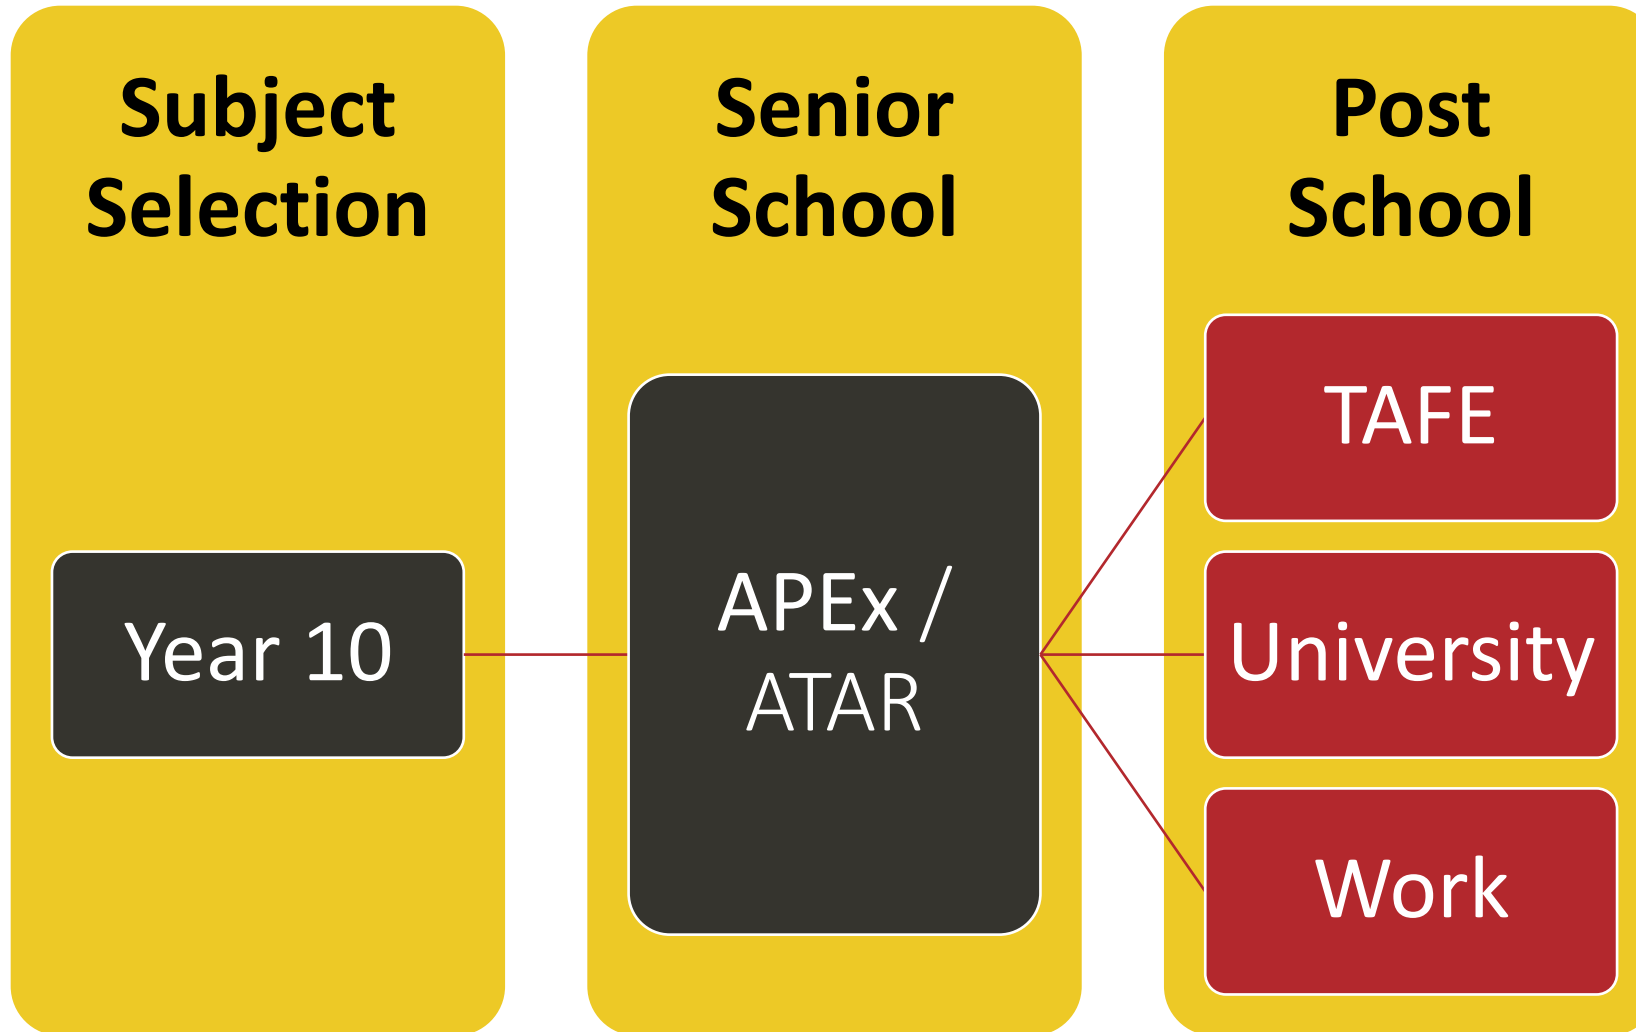 Subject
Selection
Year 10
Senior
School
APEx /
ATAR
Post
School
TAFE
University
Work